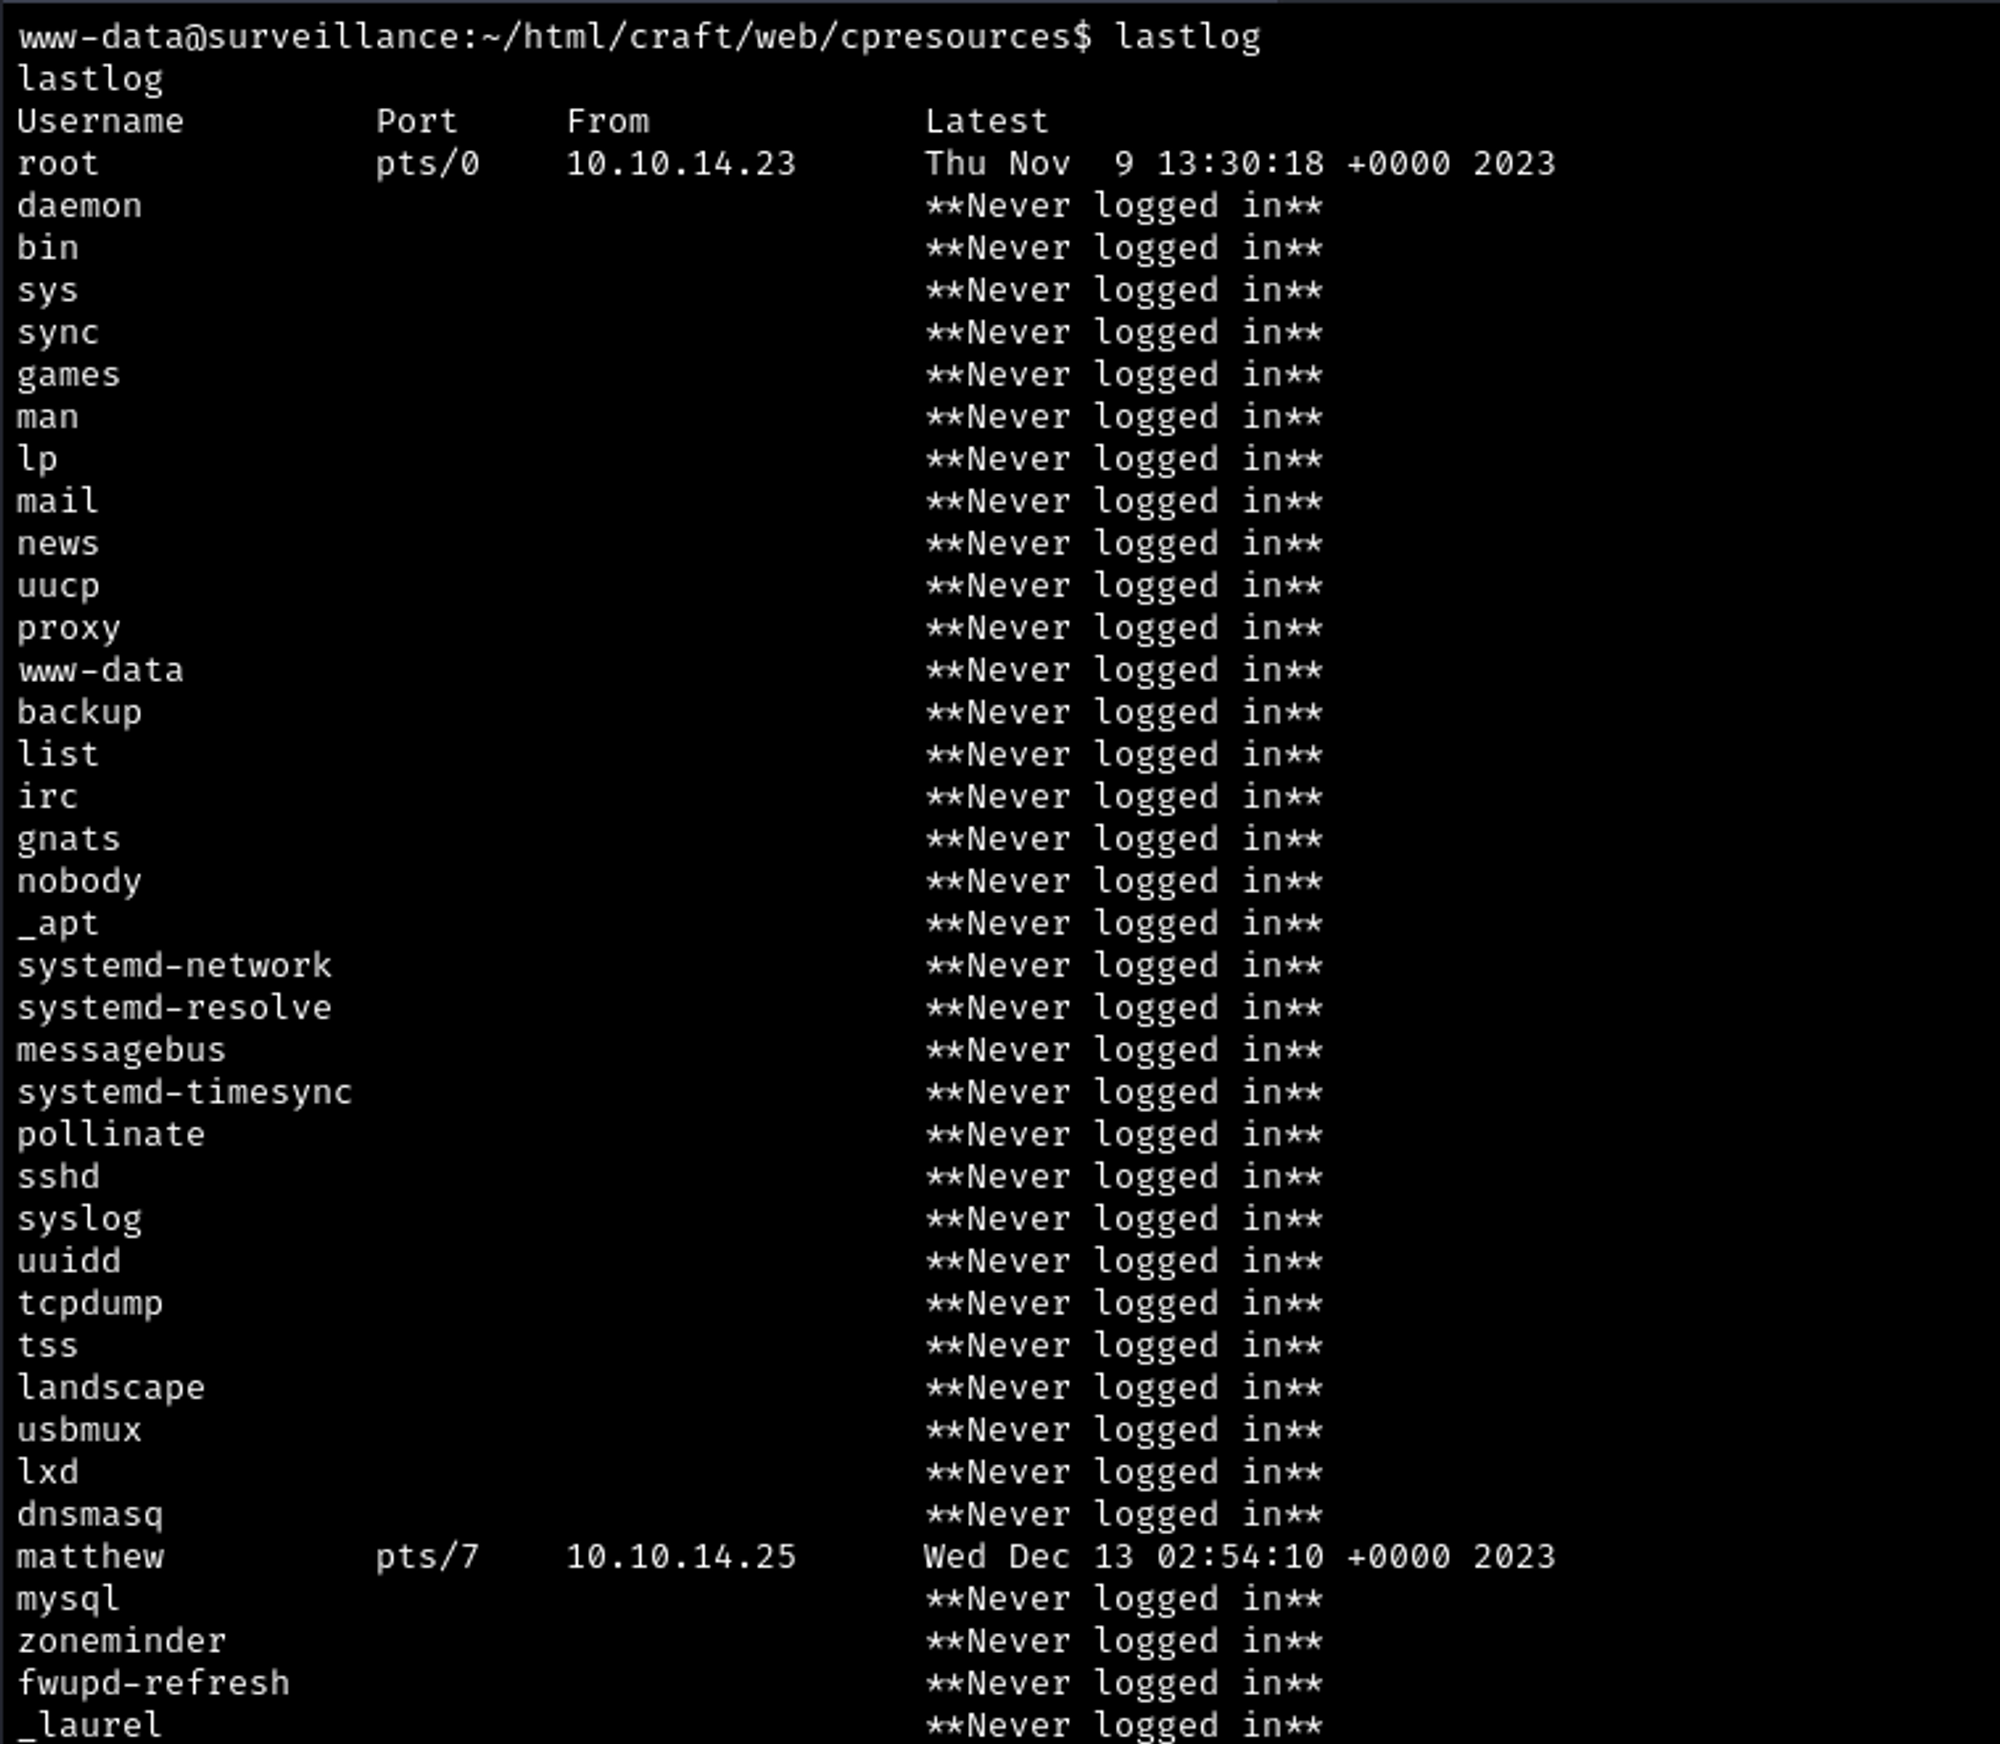 www-data@surveillance:~/html/craft/web/cpresources$ lastlog
lastlog
Username         Port     From             Latest
root             pts/0    10.10.14.23      Thu Nov  9 13:30:18 +0000 2023
daemon                                     **Never logged in**
bin                                        **Never logged in**
sys                                        **Never logged in**
sync                                       **Never logged in**
games                                      **Never logged in**
man                                        **Never logged in**
lp                                         **Never logged in**
mail                                       **Never logged in**
news                                       **Never logged in**
uucp                                       **Never logged in**
proxy                                      **Never logged in**
www-data                                   **Never logged in**
backup                                     **Never logged in**
list                                       **Never logged in**
irc                                        **Never logged in**
gnats                                      **Never logged in**
nobody                                     **Never logged in**
_apt                                       **Never logged in**
systemd-network                            **Never logged in**
systemd-resolve                            **Never logged in**
messagebus                                 **Never logged in**
systemd-timesync                           **Never logged in**
pollinate                                  **Never logged in**
sshd                                       **Never logged in**
syslog                                     **Never logged in**
uuidd                                      **Never logged in**
tcpdump                                    **Never logged in**
tss                                        **Never logged in**
landscape                                  **Never logged in**
usbmux                                     **Never logged in**
lxd                                        **Never logged in**
dnsmasq                                    **Never logged in**
matthew          pts/7    10.10.14.25      Wed Dec 13 02:54:10 +0000 2023
mysql                                      **Never logged in**
zoneminder                                 **Never logged in**
fwupd-refresh                              **Never logged in**
_laurel                                    **Never logged in**